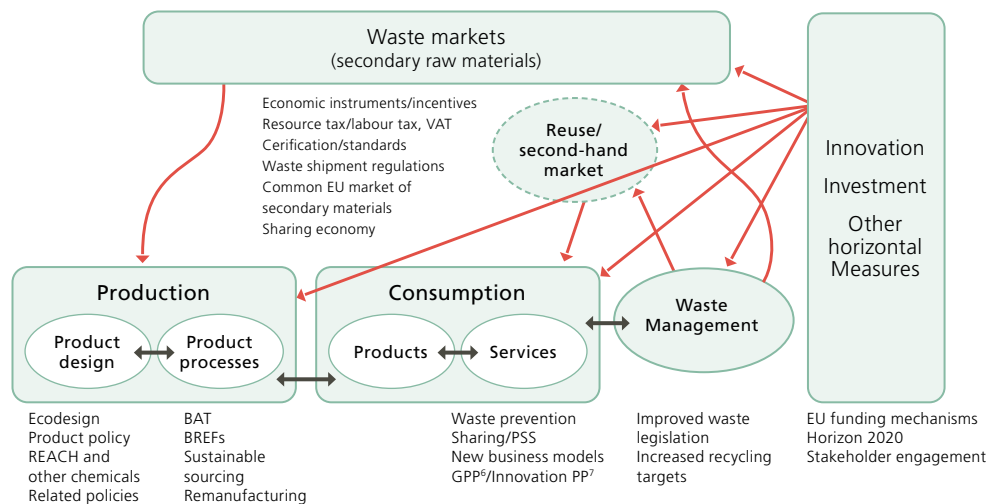 Waste markets
(secondary raw materials)
Economic instruments/incentives
Resource tax/labour tax, VAT
Cerification/standards
Waste shipment regulations
Common EU market of
secondary materials
Sharing economy
Reuse/
second-hand
market
Innovation
Investment
Other
horizontal
Measures
Production
Product
design
Product
processes
Consumption
Products
Services
Waste
Management
Ecodesign
Product policy
REACH and
other chemicals
Related policies
BAT
BREFs
Sustainable
sourcing
Remanufacturing
Waste prevention
Sharing/PSS
New business models
GPP⁶/Innovation PP⁷
Improved waste
legislation
Increased recycling
targets
EU funding mechanisms
Horizon 2020
Stakeholder engagement